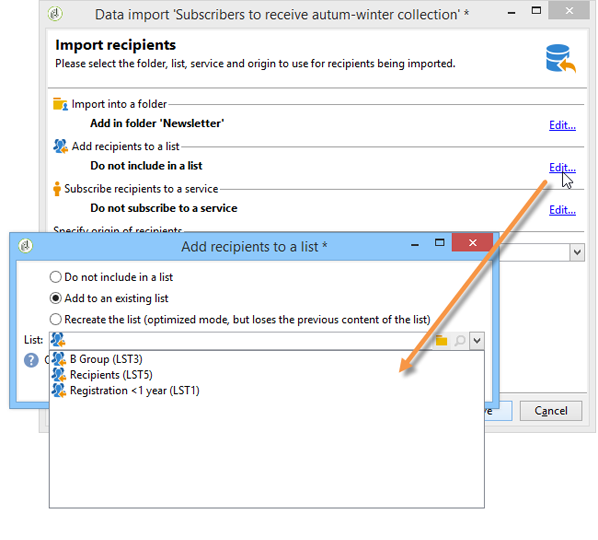 Data import 'Subscribers to receive autum-winter collection' *
Import recipients
Please select the folder, list, service and origin to use for recipients being imported.
Import into a folder
Add in folder 'Newsletter'
Edit...
Add recipients to a list
Do not include in a list
Edit...
Subscribe recipients to a service
Do not subscribe to a service
Edit...
Specify origin of recipients
Add recipients to a list *
Do not include in a list
Add to an existing list
Recreate the list (optimized mode, but loses the previous content of the list)
List:
B Group (LST3)
Recipients (LST5)
Registration <1 year (LST1)
Cancel